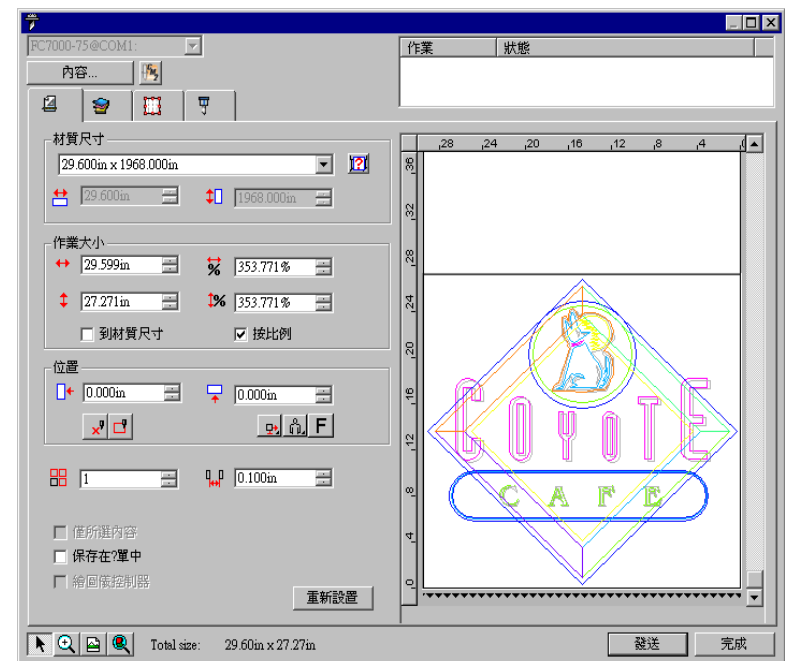 FC7000-75@COM1:
內容...
作業 狀態
材質尺寸
29.600in x 1968.000in
29.600in 1968.000in
作業大小
29.599in 353.771%
27.271in 353.771%
到材質尺寸 按比例
位置
0.000in 0.000in
F
1 0.100in
僅所選內容
保存在?單中
繪圖依控制器
重新設置
28 24 20 16 12 8 4 0
36
32
28
24
20
16
12
8
4
0
COYOTE
CAFE
Total size: 29.60in x 27.27in
發送 完成